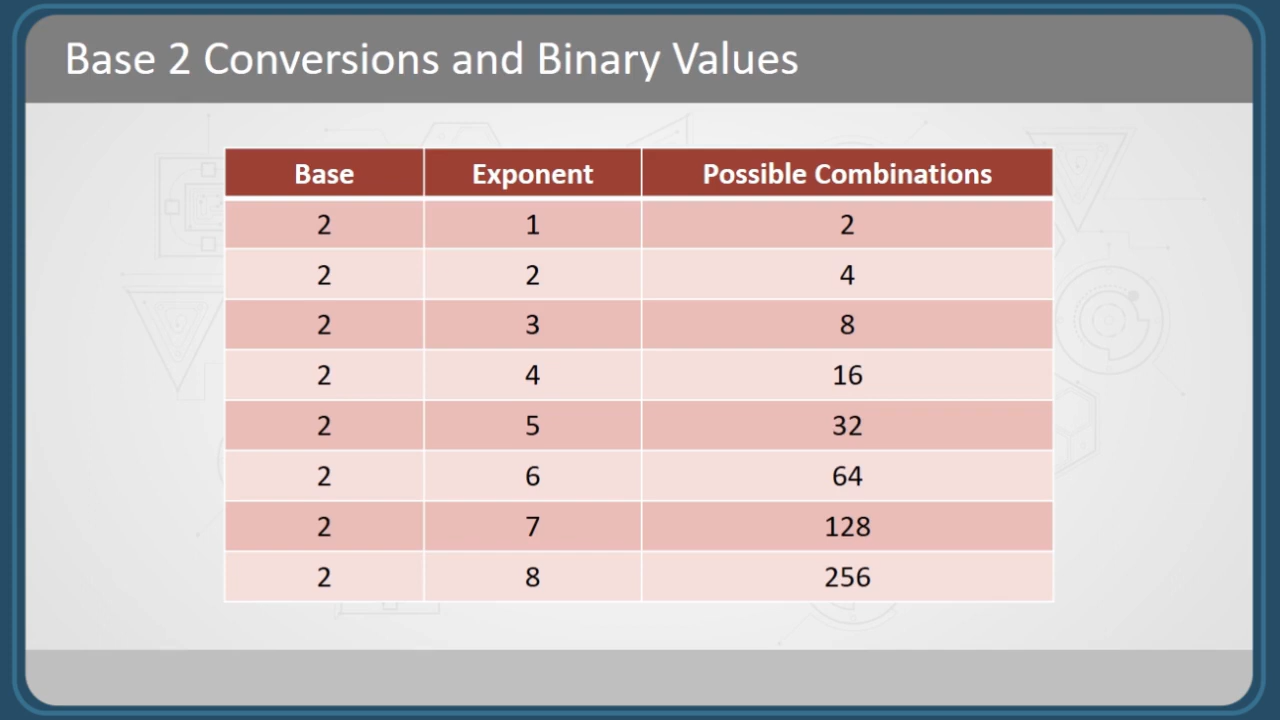 Base 2 Conversions and Binary Values
Base Exponent Possible Combinations
2 1 2
2 2 4
2 3 8
2 4 16
2 5 32
2 6 64
2 7 128
2 8 256